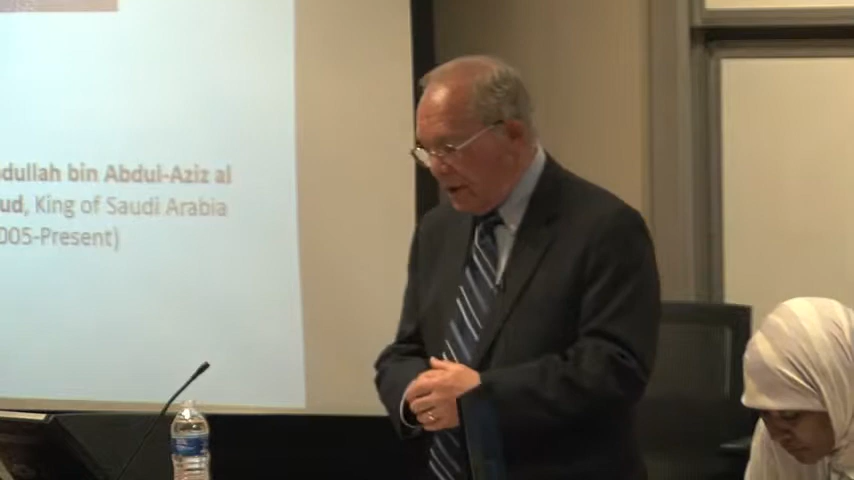 dullah bin Abdul-Aziz al
ud, King of Saudi Arabia
005-Present)